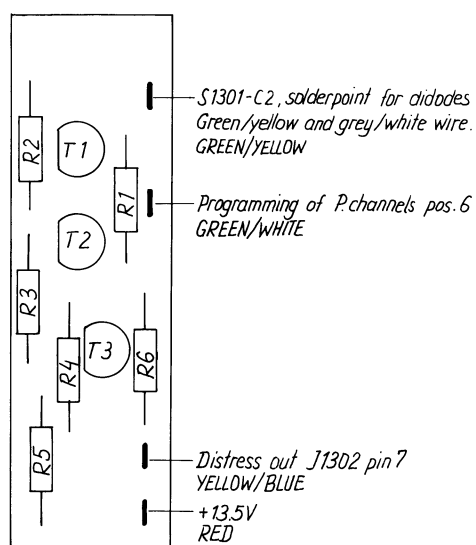 S1301-C2, solderpoint for didodes
Green/yellow and grey/white wire.
GREEN/YELLOW
R2
T1
R1
Programming of P.channels pos. 6
GREEN/WHITE
T2
R3
T3
R4
R6
R5
Distress out J1302 pin 7
YELLOW/BLUE
+13.5V
RED